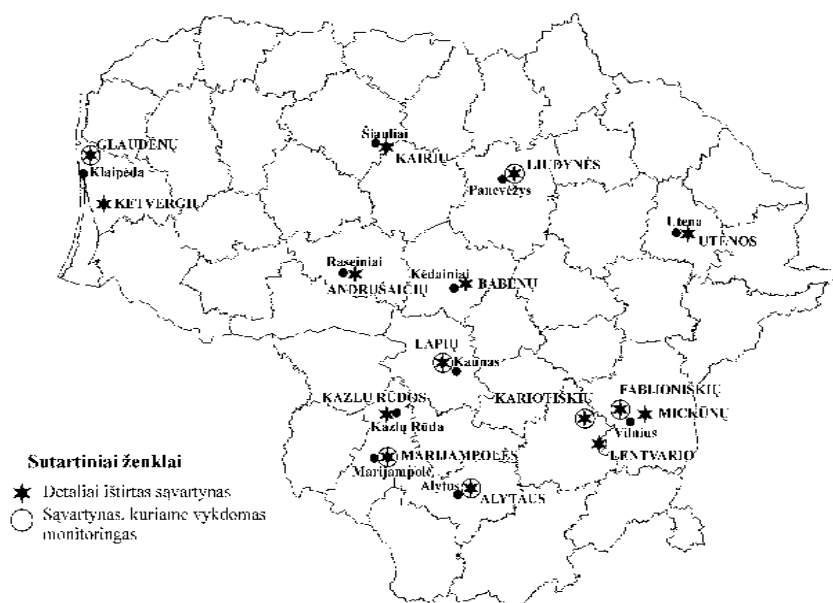 Šiauliai
KAIRIŲ
GLAUDĖNŲ
Klaipėda
KETVERGIŲ
LIUDYNĖS
Panevėžys
Utena
UTENOS
Raseiniai
ANDRUŠAIČIŲ
Kėdainiai
BABĖNŲ
LAPIŲ
Kaunas
KAZLŲ RŪDOS
Kazlų Rūda
KARIOTIŠKIŲ
FABIJONIŠKIŲ
MICKŪNŲ
Vilnius
LENTVARIO
MARIJAMPOLĖS
Marijampolė
Alytus
ALYTAUS
Sutartiniai ženklai
Detaliai ištirtas sąvartynas
Sąvartynas, kuriame vykdomas
monitoringas